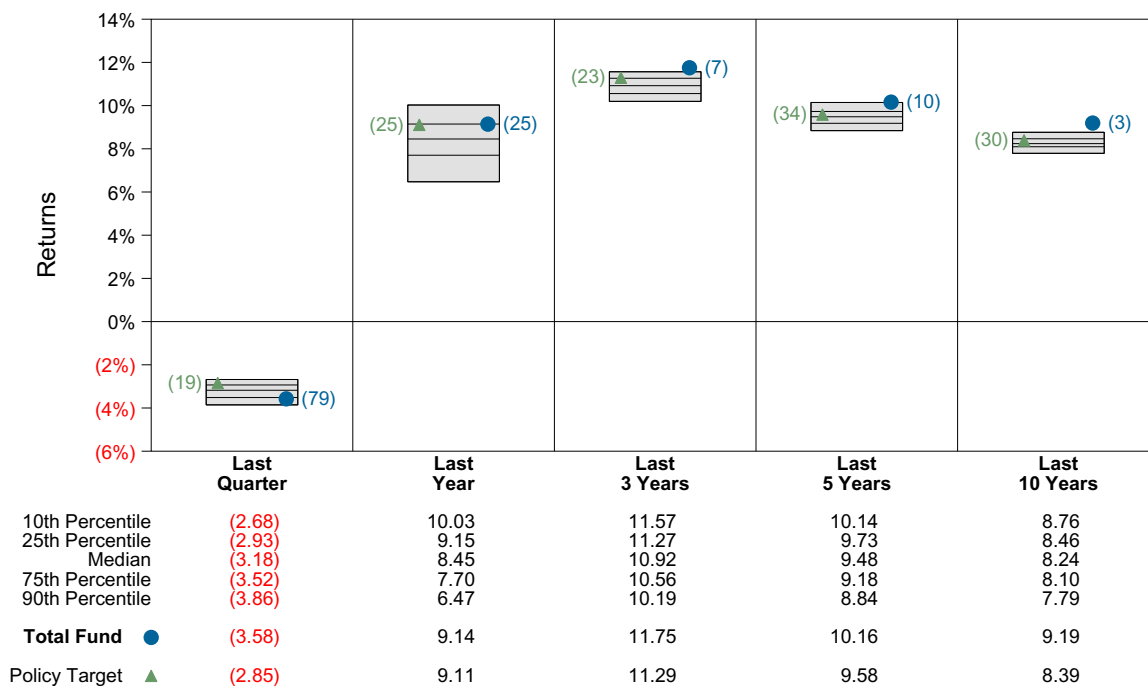 14%
12%
10%
8%
6%
4%
2%
0%
(2%)
(4%)
(6%)
Returns
(19)
(79)
(25)
(25)
(23)
(7)
(34)
(10)
(30)
(3)
Last Quarter
Last Year
Last 3 Years
Last 5 Years
Last 10 Years
10th Percentile (2.68) 10.03 11.57 10.14 8.76
25th Percentile (2.93) 9.15 11.27 9.73 8.46
Median (3.18) 8.45 10.92 9.48 8.24
75th Percentile (3.52) 7.70 10.56 9.18 8.10
90th Percentile (3.86) 6.47 10.19 8.84 7.79
Total Fund (3.58) 9.14 11.75 10.16 9.19
Policy Target (2.85) 9.11 11.29 9.58 8.39